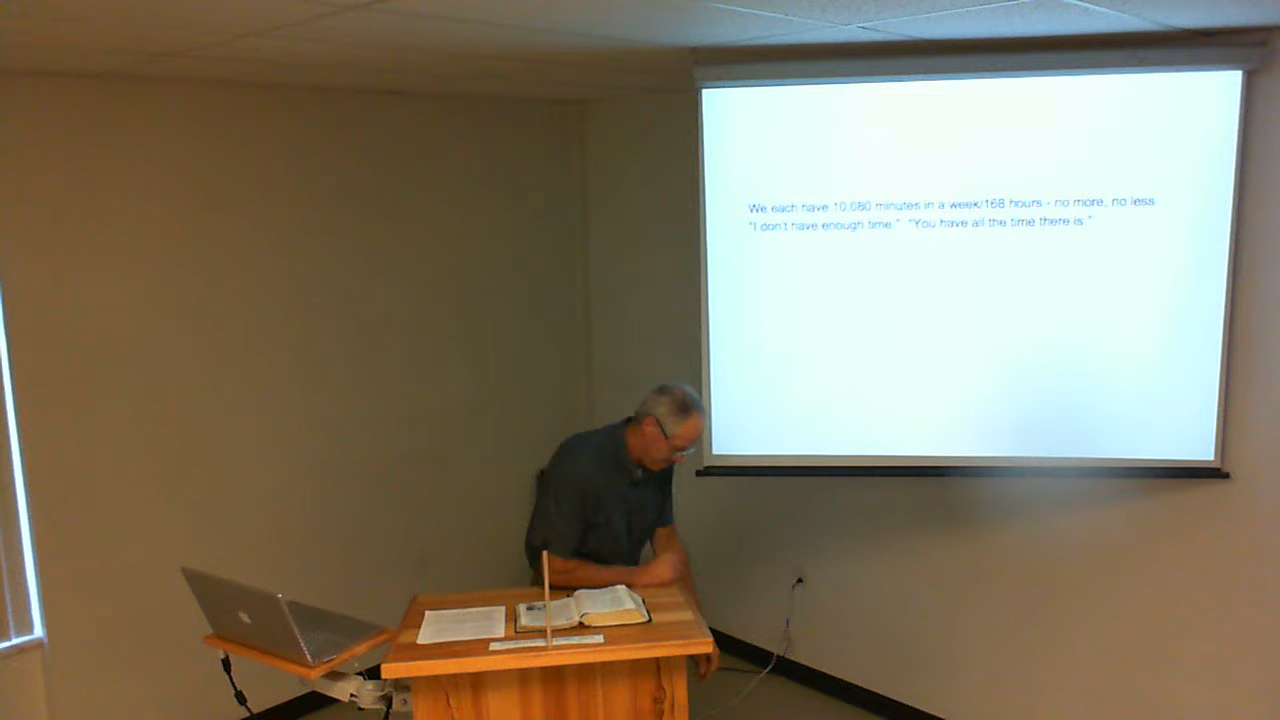 We each have 10,080 minutes in a week/168 hours - no more, no less
"I don't have enough time." "You have all the time there is."